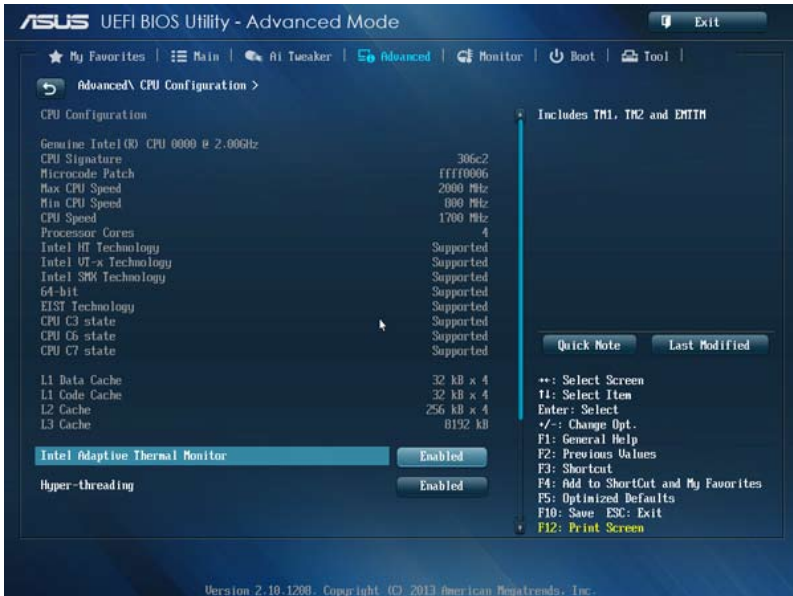 ASUS UEFI BIOS Utility - Advanced Mode
Exit
My Favorites | Main | Ai Tweaker | Advanced | Monitor | Boot | Tool |
Advanced\ CPU Configuration >
CPU Configuration
Includes TM1, TM2 and EMTTM
Genuine Intel(R) CPU 0000 @ 2.00GHz
CPU Signature 306c2
Microcode Patch ffff0006
Max CPU Speed 2000 MHz
Min CPU Speed 800 MHz
CPU Speed 1700 MHz
Processor Cores 4
Intel HT Technology Supported
Intel VT-x Technology Supported
Intel SMX Technology Supported
64-bit Supported
EIST Technology Supported
CPU C3 state Supported
CPU C6 state Supported
CPU C7 state Supported
L1 Data Cache 32 kB x 4
L1 Code Cache 32 kB x 4
L2 Cache 256 kB x 4
L3 Cache 8192 kB
Intel Adaptive Thermal Monitor Enabled
Hyper-threading Enabled
Quick Note
Last Modified
→←: Select Screen
↑↓: Select Item
Enter: Select
+/-: Change Opt.
F1: General Help
F2: Previous Values
F3: Shortcut
F4: Add to ShortCut and My Favorites
F5: Optimized Defaults
F10: Save ESC: Exit
F12: Print Screen
Version 2.10.1208. Copyright (C) 2013 American Megatrends, Inc.